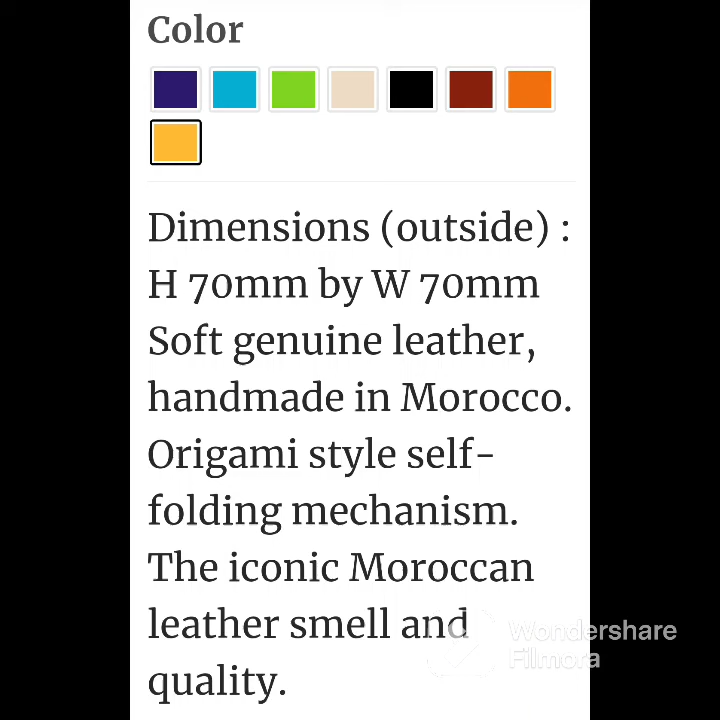 Color
Dimensions (outside) :
H 70mm by W 70mm
Soft genuine leather,
handmade in Morocco.
Origami style self-
folding mechanism.
The iconic Moroccan
leather smell and
quality.
Wondershare
Filmora